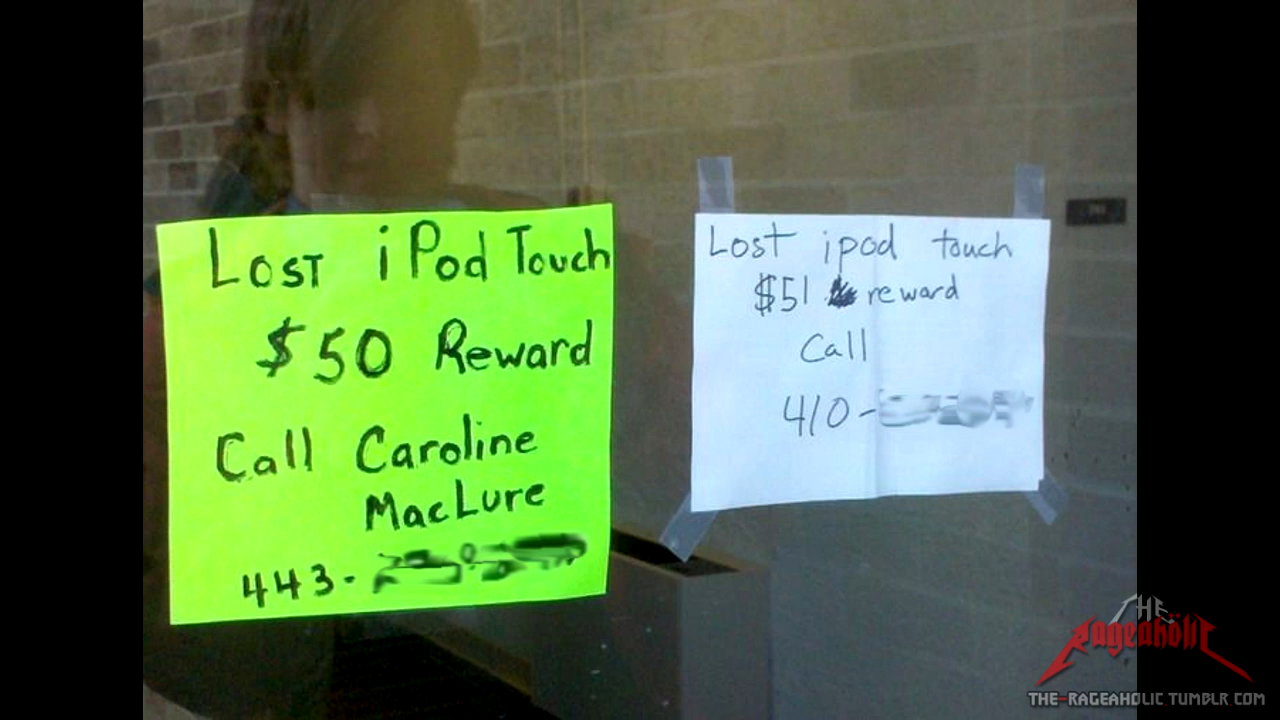 Lost iPod Touch
$50 Reward
Call Caroline
MacLure
443-
Lost ipod touch
$51 reward
Call
410-
THE
Rageahölic
THE-RAGEAHOLIC.TUMBLR.COM